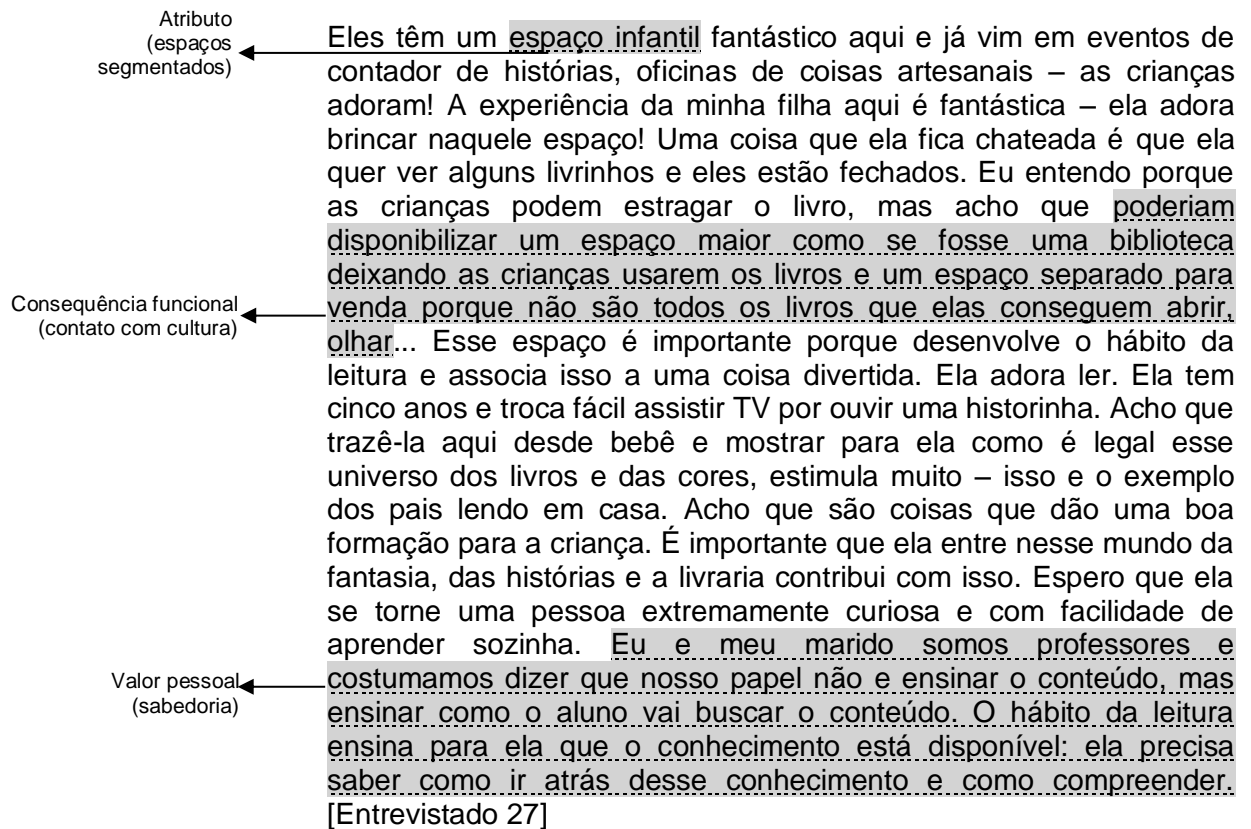 Atributo
(espaços
segmentados)
Eles têm um espaço infantil fantástico aqui e já vim em eventos de
contador de histórias, oficinas de coisas artesanais – as crianças
adoram! A experiência da minha filha aqui é fantástica – ela adora
brincar naquele espaço! Uma coisa que ela fica chateada é que ela
quer ver alguns livrinhos e eles estão fechados. Eu entendo porque
as crianças podem estragar o livro, mas acho que poderiam
disponibilizar um espaço maior como se fosse uma biblioteca
deixando as crianças usarem os livros e um espaço separado para
Consequência funcional
(contato com cultura)
venda porque não são todos os livros que elas conseguem abrir,
olhar... Esse espaço é importante porque desenvolve o hábito da
leitura e associa isso a uma coisa divertida. Ela adora ler. Ela tem
cinco anos e troca fácil assistir TV por ouvir uma historinha. Acho que
trazê-la aqui desde bebê e mostrar para ela como é legal esse
universo dos livros e das cores, estimula muito – isso e o exemplo
dos pais lendo em casa. Acho que são coisas que dão uma boa
formação para a criança. É importante que ela entre nesse mundo da
fantasia, das histórias e a livraria contribui com isso. Espero que ela
se torne uma pessoa extremamente curiosa e com facilidade de
aprender sozinha. Eu e meu marido somos professores e
Valor pessoal
(sabedoria)
costumamos dizer que nosso papel não e ensinar o conteúdo, mas
ensinar como o aluno vai buscar o conteúdo. O hábito da leitura
ensina para ela que o conhecimento está disponível: ela precisa
saber como ir atrás desse conhecimento e como compreender.
[Entrevistado 27]